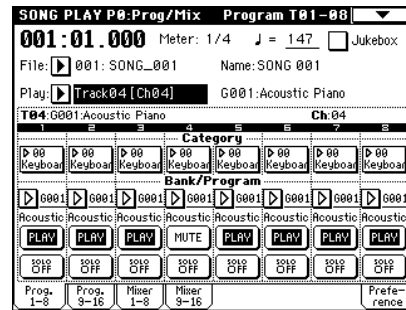 SONG PLAY P0:Prog/Mix Program T01-08
001:01.000 Meter: 1/4 ♩= 147 Jukebox
File: 001: SONG_001 Name:SONG 001
Play: Track04 [Ch04] G001:Acoustic Piano
T04:G001:Acoustic Piano Ch:04
1 2 3 4 5 6 7 8
Category
00 00 00 00 00 00 00 00
Keyboar Keyboar Keyboar Keyboar Keyboar Keyboar Keyboar Keyboar
Bank/Program
G001 G001 G001 G001 G001 G001 G001 G001
Acoustic Acoustic Acoustic Acoustic Acoustic Acoustic Acoustic Acoustic
PLAY PLAY PLAY MUTE PLAY PLAY PLAY PLAY
SOLO SOLO SOLO SOLO SOLO SOLO SOLO SOLO
OFF OFF OFF OFF OFF OFF OFF OFF
Prog. Prog. Mixer Mixer Prefe-
1-8 9-16 1-8 9-16 rence